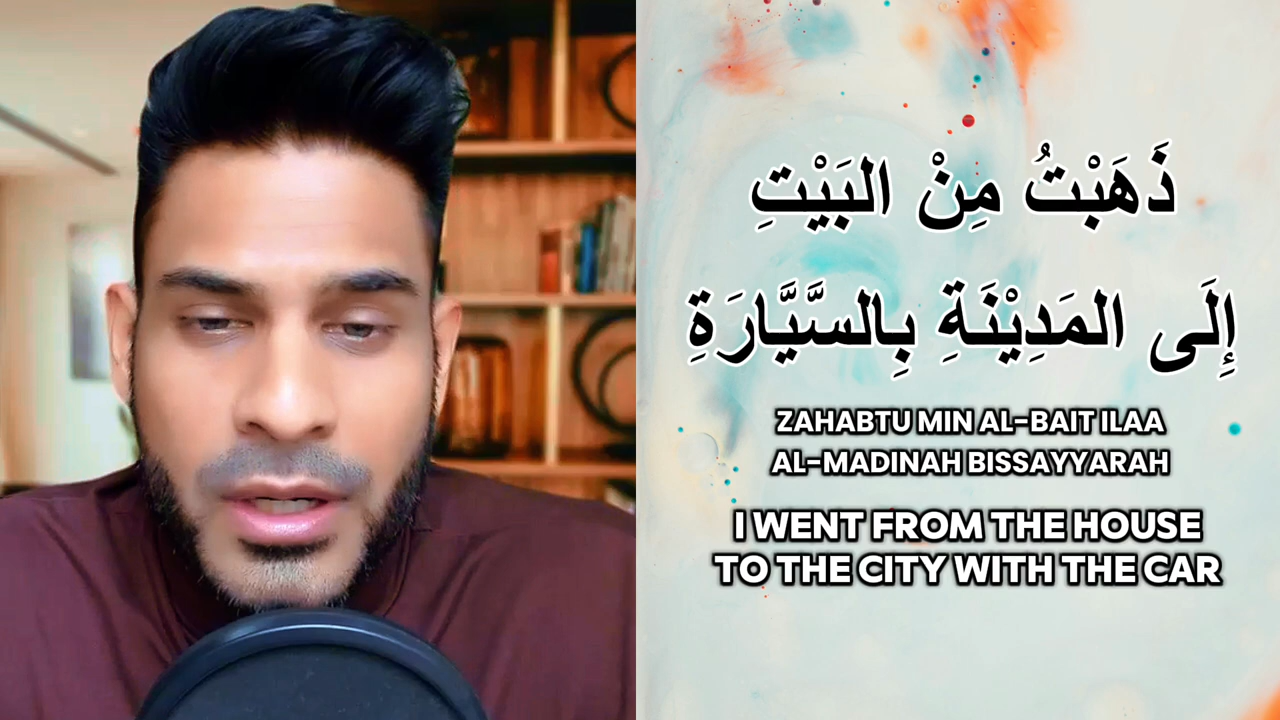 ذَهَبْتُ مِنْ البَيْتِ
إِلَى المَدِيْنَةِ بِالسَّيَّارَةِ
ZAHABTU MIN AL-BAIT ILAA
AL-MADINAH BISSAYYARAH
I WENT FROM THE HOUSE
TO THE CITY WITH THE CAR